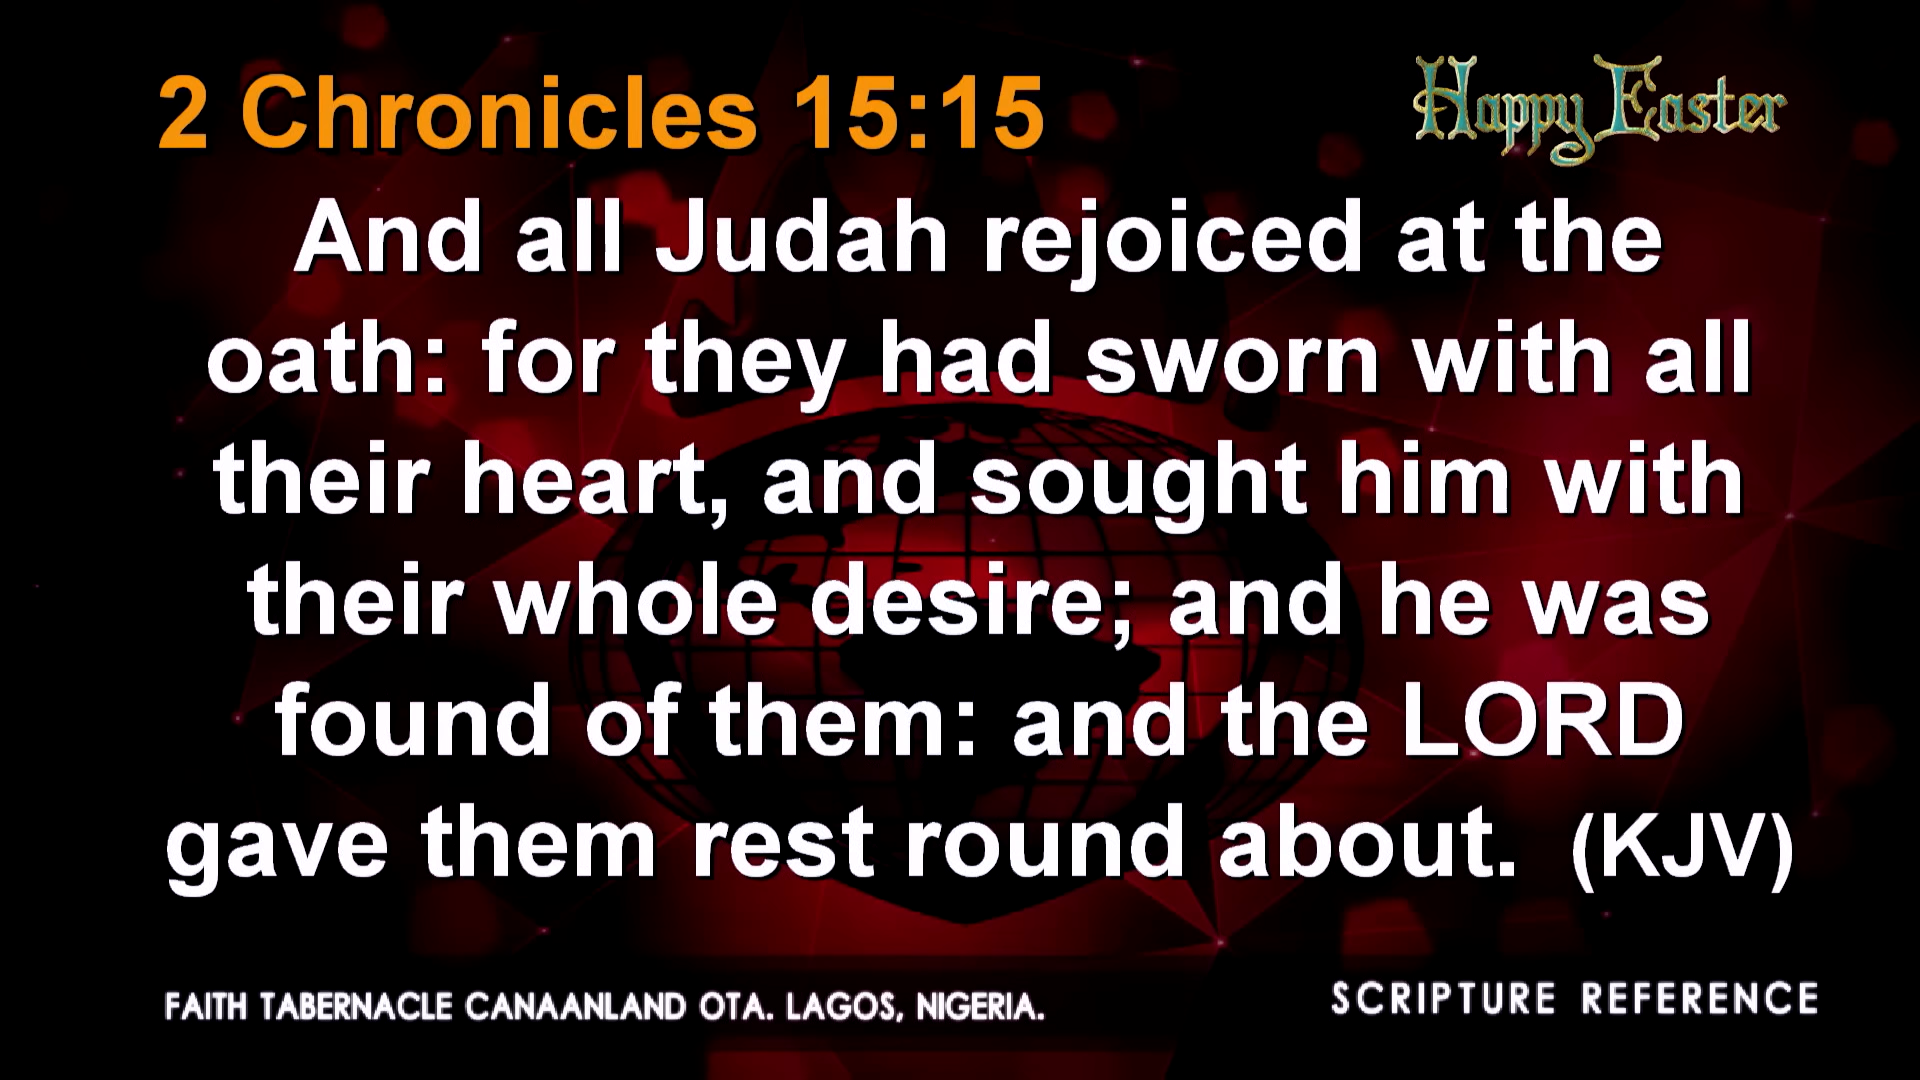 2 Chronicles 15:15
Happy Easter
And all Judah rejoiced at the
oath: for they had sworn with all
their heart, and sought him with
their whole desire; and he was
found of them: and the LORD
gave them rest round about. (KJV)
FAITH TABERNACLE CANAANLAND OTA. LAGOS, NIGERIA.
SCRIPTURE REFERENCE